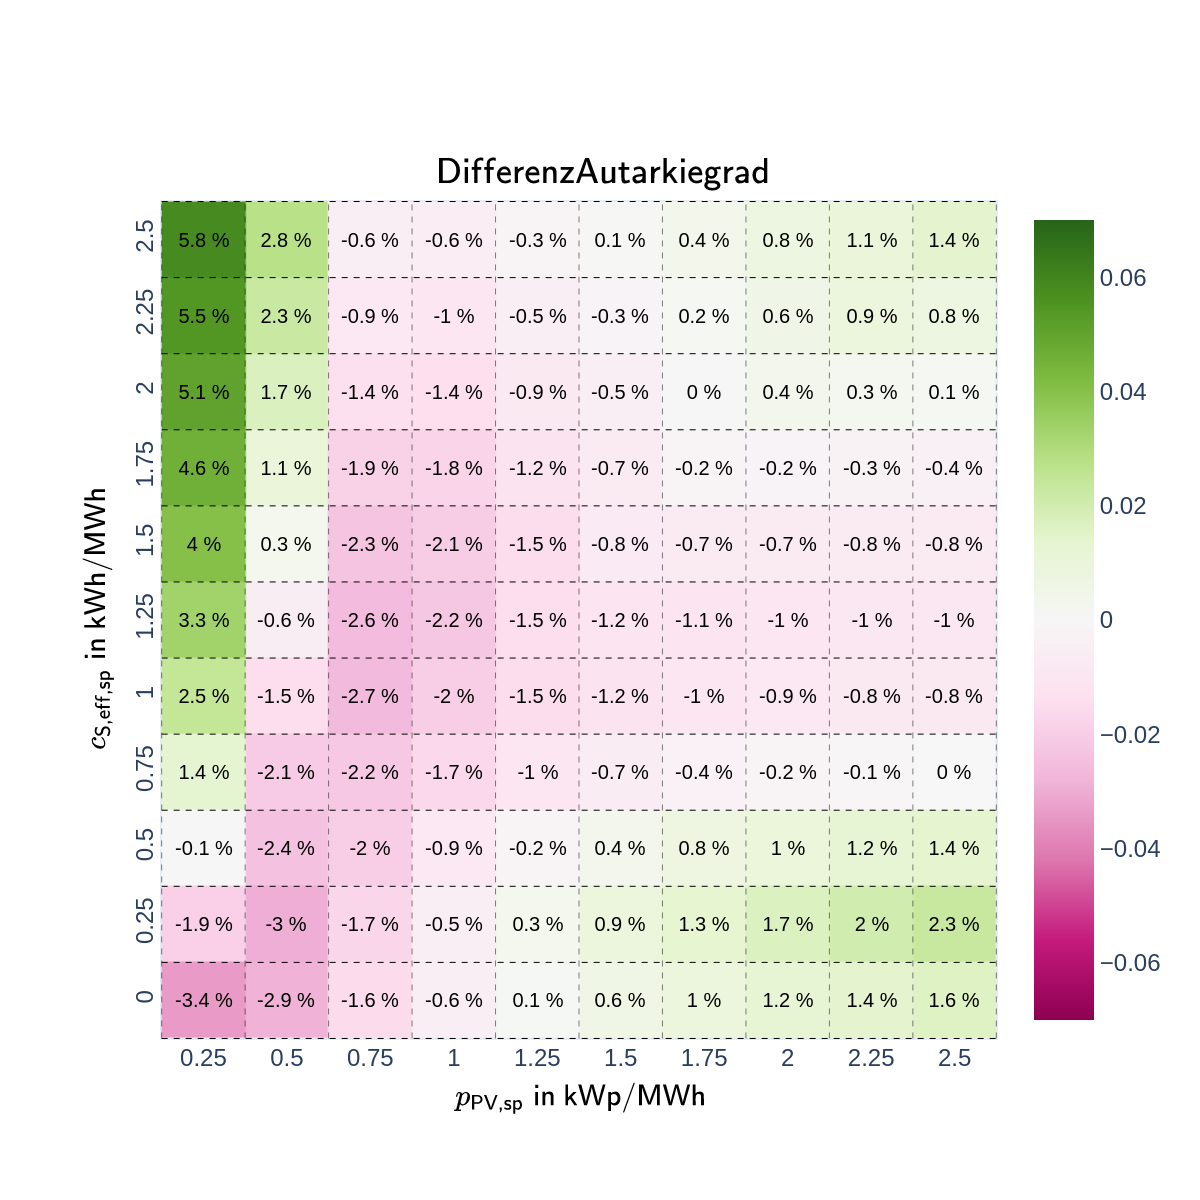 DifferenzAutarkiegrad
2.5 5.8 % 2.8 % -0.6 % -0.6 % -0.3 % 0.1 % 0.4 % 0.8 % 1.1 % 1.4 %
2.25 5.5 % 2.3 % -0.9 % -1 % -0.5 % -0.3 % 0.2 % 0.6 % 0.9 % 0.8 %
2 5.1 % 1.7 % -1.4 % -1.4 % -0.9 % -0.5 % 0 % 0.4 % 0.3 % 0.1 %
1.75 4.6 % 1.1 % -1.9 % -1.8 % -1.2 % -0.7 % -0.2 % -0.2 % -0.3 % -0.4 %
1.5 4 % 0.3 % -2.3 % -2.1 % -1.5 % -0.8 % -0.7 % -0.7 % -0.8 % -0.8 %
1.25 3.3 % -0.6 % -2.6 % -2.2 % -1.5 % -1.2 % -1.1 % -1 % -1 % -1 %
1 2.5 % -1.5 % -2.7 % -2 % -1.5 % -1.2 % -1 % -0.9 % -0.8 % -0.8 %
0.75 1.4 % -2.1 % -2.2 % -1.7 % -1 % -0.7 % -0.4 % -0.2 % -0.1 % 0 %
0.5 -0.1 % -2.4 % -2 % -0.9 % -0.2 % 0.4 % 0.8 % 1 % 1.2 % 1.4 %
0.25 -1.9 % -3 % -1.7 % -0.5 % 0.3 % 0.9 % 1.3 % 1.7 % 2 % 2.3 %
0 -3.4 % -2.9 % -1.6 % -0.6 % 0.1 % 0.6 % 1 % 1.2 % 1.4 % 1.6 %
0.25 0.5 0.75 1 1.25 1.5 1.75 2 2.25 2.5
p PV,sp in kWp/MWh
c S,eff,sp in kWh/MWh
0.06
0.04
0.02
0
−0.02
−0.04
−0.06